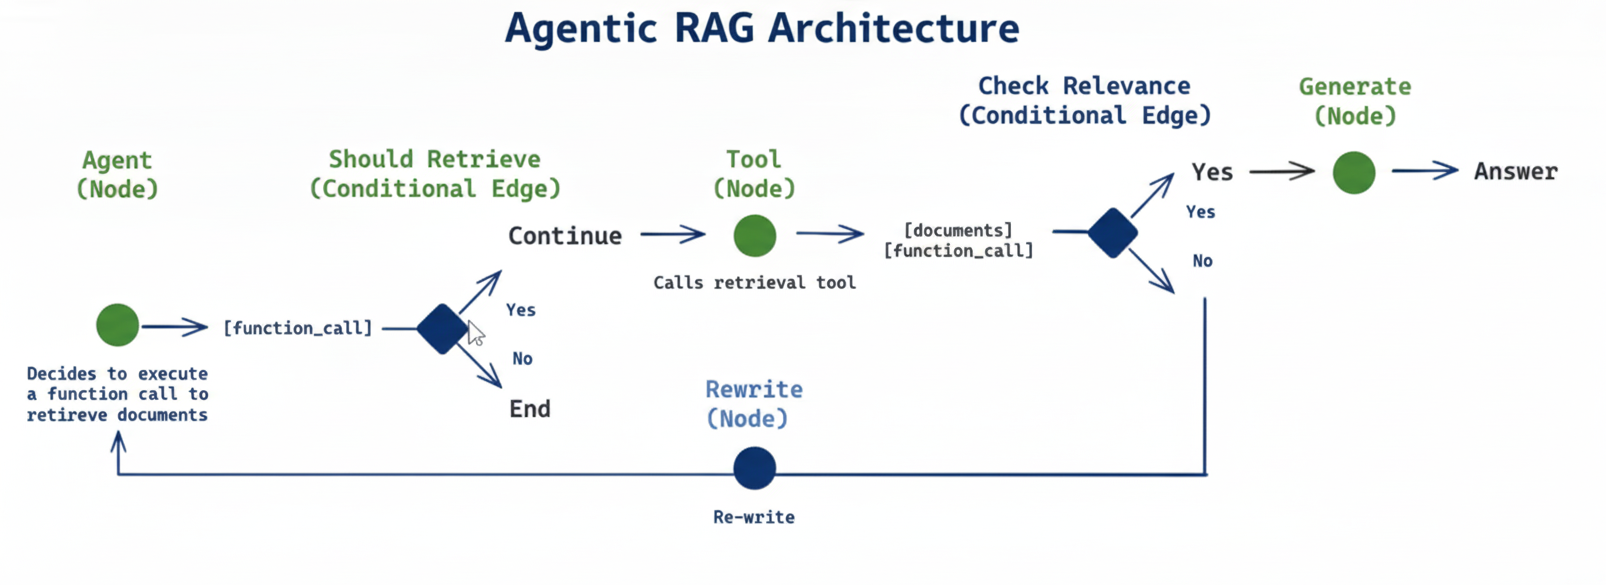 Agentic RAG Architecture
Check Relevance
(Conditional Edge)
Generate
(Node)
Agent
(Node)
Should Retrieve
(Conditional Edge)
Tool
(Node)
Yes
Answer
Yes
Continue
[documents]
[function_call]
No
Calls retrieval tool
Yes
[function_call]
No
Decides to execute
a function call to
retireve documents
End
Rewrite
(Node)
Re-write